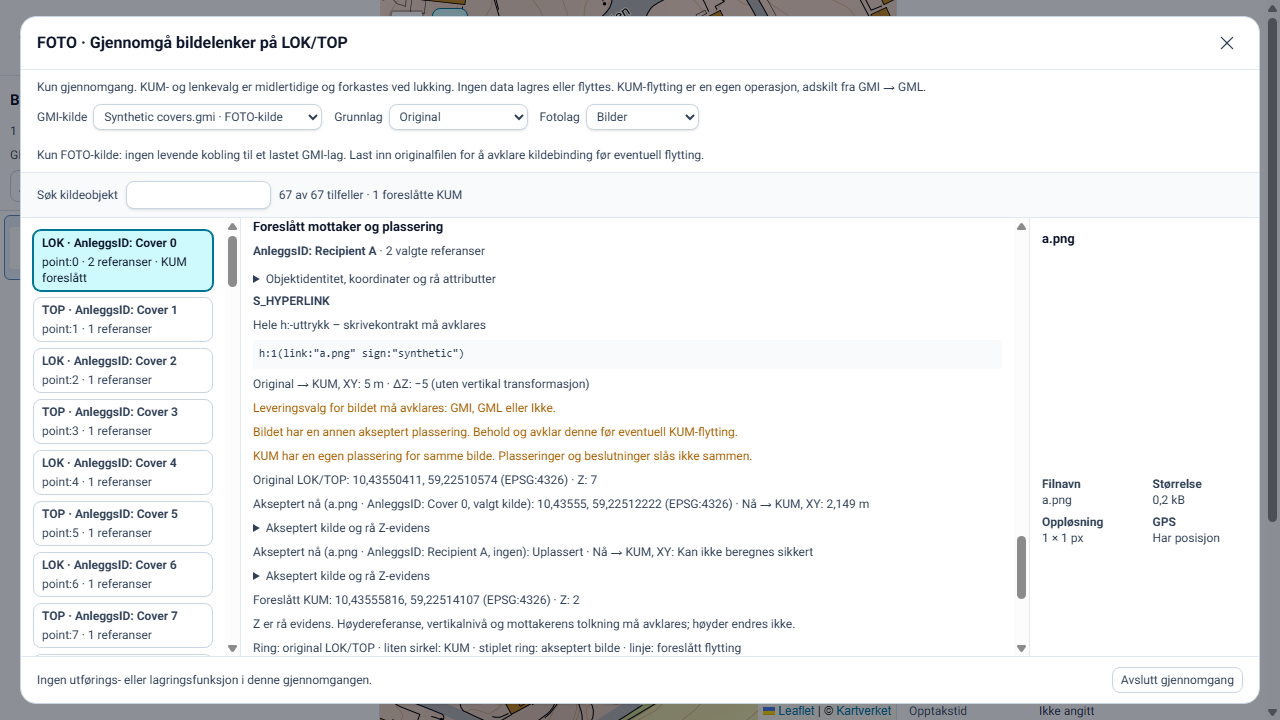 FOTO · Gjennomgå bildelenker på LOK/TOP
Kun gjennomgang. KUM- og lenkevalg er midlertidige og forkastes ved lukking. Ingen data lagres eller flyttes. KUM-flytting er en egen operasjon, adskilt fra GMI → GML.
GMI-kilde Synthetic covers.gmi · FOTO-kilde Grunnlag Original Fotolag Bilder
Kun FOTO-kilde: ingen levende kobling til et lastet GMI-lag. Last inn originalfilen for å avklare kildebinding før eventuell flytting.
Søk kildeobjekt 67 av 67 tilfeller · 1 foreslåtte KUM
LOK · AnleggsID: Cover 0
point:0 · 2 referanser · KUM
foreslått
TOP · AnleggsID: Cover 1
point:1 · 1 referanser
LOK · AnleggsID: Cover 2
point:2 · 1 referanser
TOP · AnleggsID: Cover 3
point:3 · 1 referanser
LOK · AnleggsID: Cover 4
point:4 · 1 referanser
TOP · AnleggsID: Cover 5
point:5 · 1 referanser
LOK · AnleggsID: Cover 6
point:6 · 1 referanser
TOP · AnleggsID: Cover 7
point:7 · 1 referanser
Foreslått mottaker og plassering
AnleggsID: Recipient A · 2 valgte referanser
▶ Objektidentitet, koordinater og rå attributter
S_HYPERLINK
Hele h:-uttrykk – skrivekontrakt må avklares
h:1(link:"a.png" sign:"synthetic")
Original → KUM, XY: 5 m · ΔZ: −5 (uten vertikal transformasjon)
Leveringsvalg for bildet må avklares: GMI, GML eller Ikke.
Bildet har en annen akseptert plassering. Behold og avklar denne før eventuell KUM-flytting.
KUM har en egen plassering for samme bilde. Plasseringer og beslutninger slås ikke sammen.
Original LOK/TOP: 10,43550411, 59,22510574 (EPSG:4326) · Z: 7
Akseptert nå (a.png · AnleggsID: Cover 0, valgt kilde): 10,43555, 59,22512222 (EPSG:4326) · Nå → KUM, XY: 2,149 m
▶ Akseptert kilde og rå Z-evidens
Akseptert nå (a.png · AnleggsID: Recipient A, ingen): Uplassert · Nå → KUM, XY: Kan ikke beregnes sikkert
▶ Akseptert kilde og rå Z-evidens
Foreslått KUM: 10,43555816, 59,22514107 (EPSG:4326) · Z: 2
Z er rå evidens. Høydereferanse, vertikalnivå og mottakerens tolkning må avklares; høyder endres ikke.
Ring: original LOK/TOP · liten sirkel: KUM · stiplet ring: akseptert bilde · linje: foreslått flytting
a.png
Filnavn Størrelse
a.png 0,2 kB
Oppløsning GPS
1 × 1 px Har posisjon
Ingen utførings- eller lagringsfunksjon i denne gjennomgangen.
Avslutt gjennomgang
Leaflet | © Kartverket Opptakstid Ikke angitt